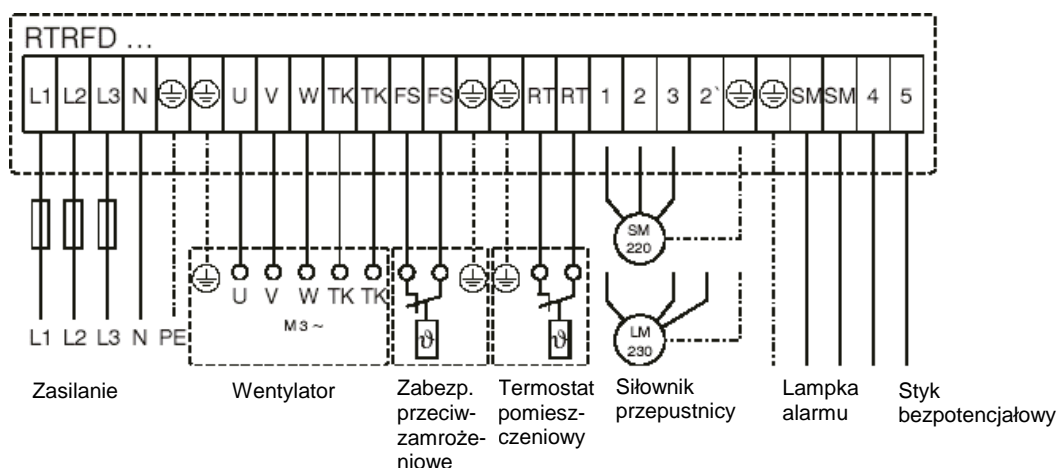 RTRFD ...
L1 L2 L3 N U V W TK TK FS FS RT RT 1 2 3 2` SM SM 4 5
SM
220
U V W TK TK
M 3 ~
ϑ ϑ
LM
230
L1 L2 L3 N PE
Zasilanie
Wentylator
Zabezp.
przeciw-
zamroże-
niowe
Termostat
pomiesz-
czeniowy
Siłownik
przepustnicy
Lampka
alarmu
Styk
bezpotencjałowy